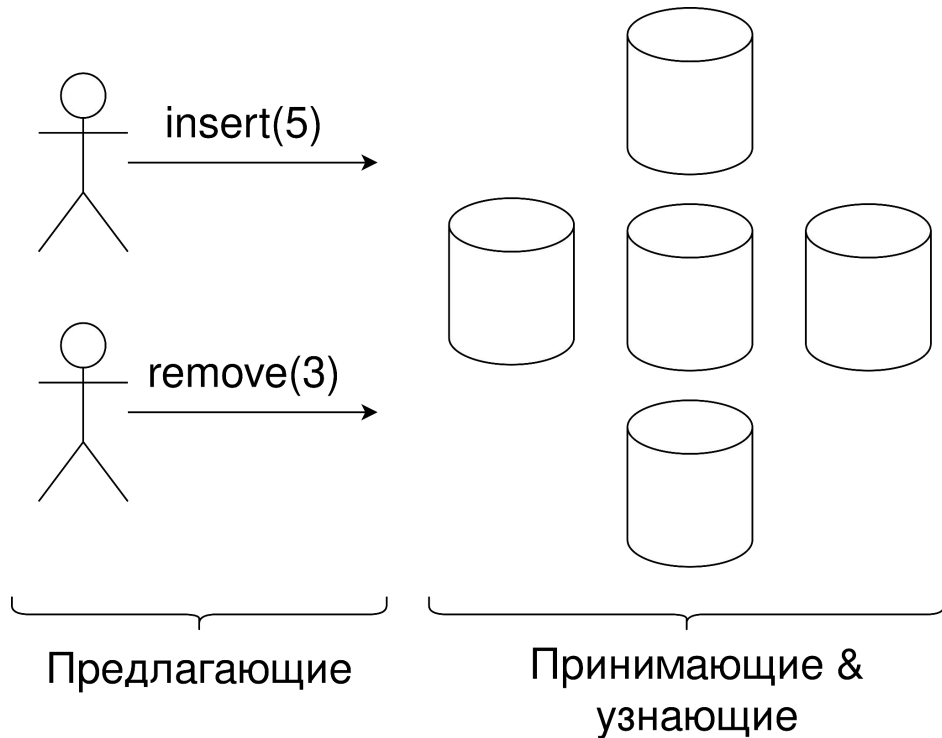 insert(5)
remove(3)
Предлагающие
Принимающие &
узнающие